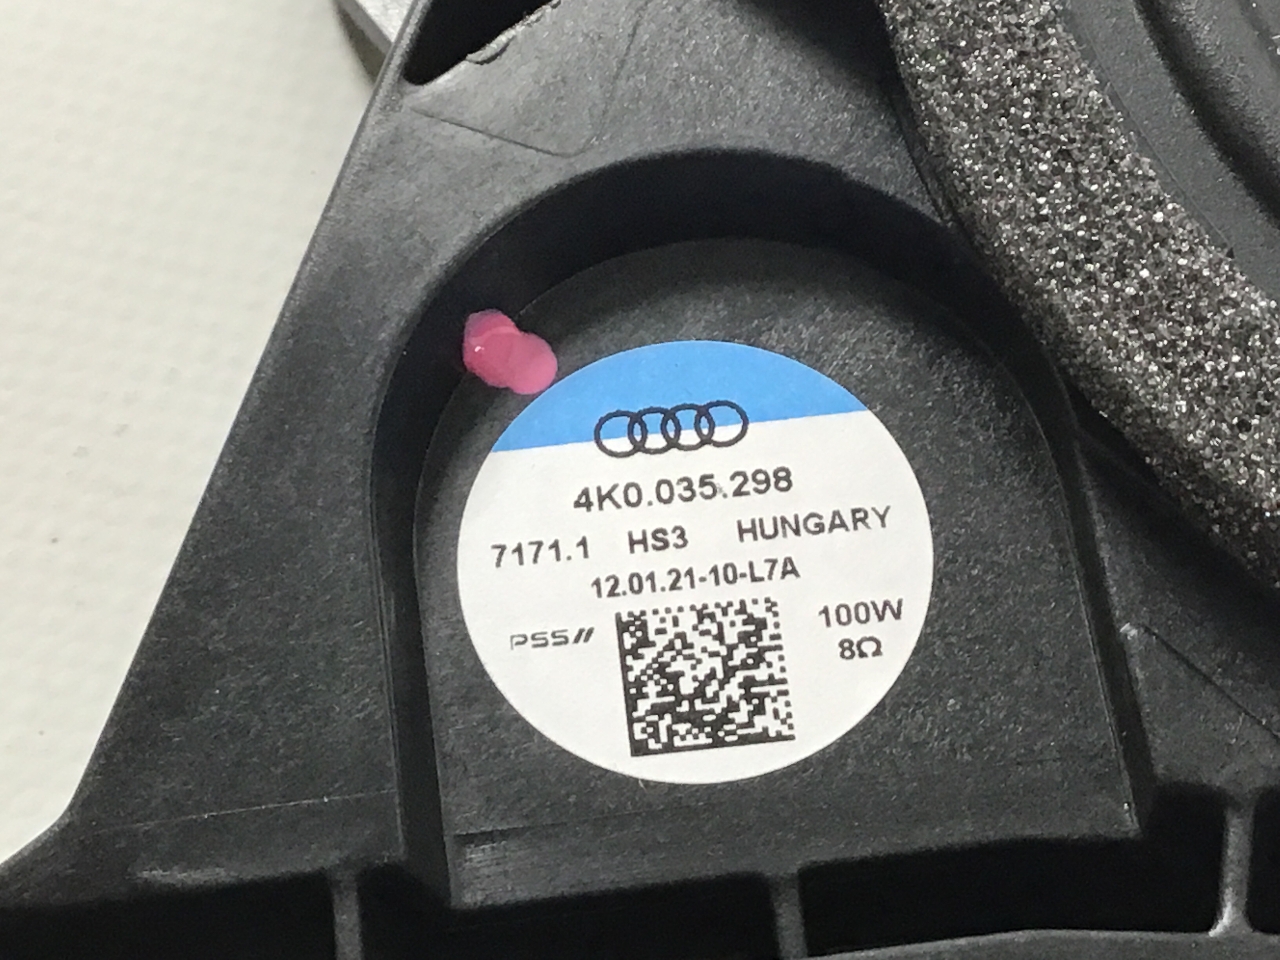 4K0.035.298
7171.1 HS3 HUNGARY
12.01.21-10-L7A
PSS
100W
8Ω